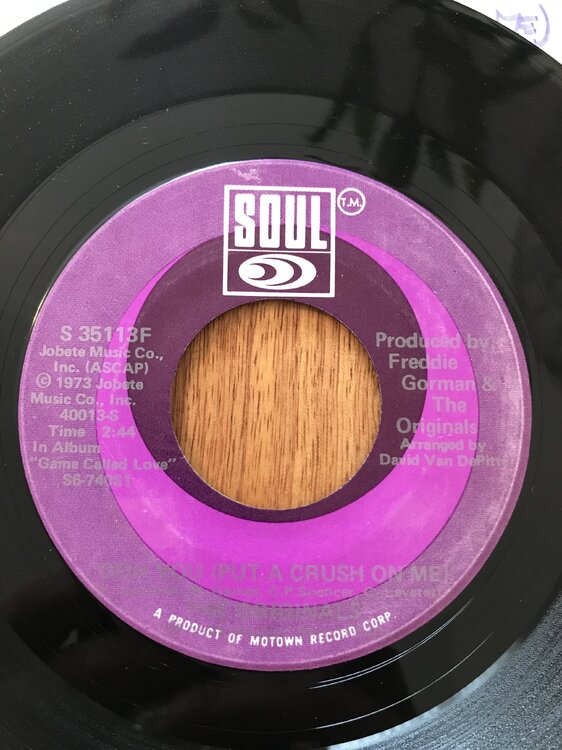 SOUL
T.M.
S 35113F
Jobete Music Co.,
Inc. (ASCAP)
© 1973 Jobete
Music Co., Inc.
40013-S
Time 2:44
In Album
"Game Called Love"
Produced by
Freddie
Gorman &
The
Originals
Arranged by
David Van DePitte
YOU (PUT A CRUSH ON ME)
C.P.Spencer
A PRODUCT OF MOTOWN RECORD CORP.